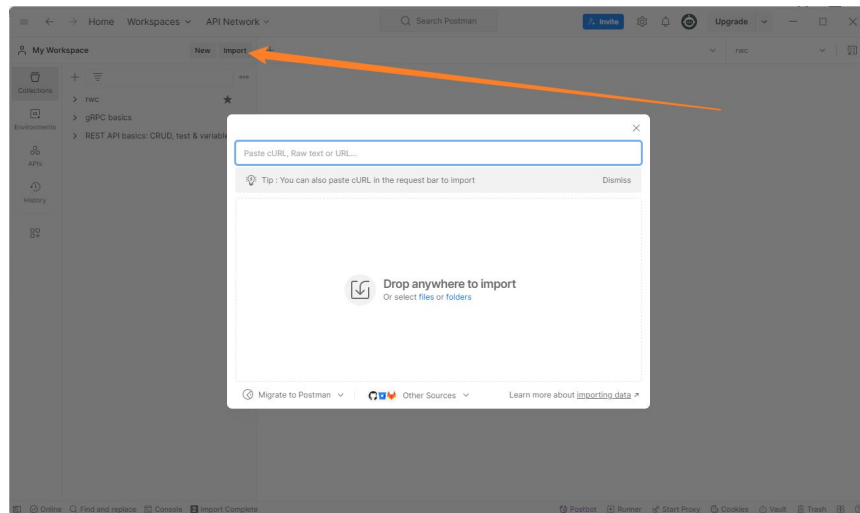 Home Workspaces API Network Search Postman Invite Upgrade
My Workspace New Import rwc
Collections
rwc
gRPC basics
Environments
REST API basics: CRUD, test & variable
APIs
History
Paste cURL, Raw text or URL...
Tip : You can also paste cURL in the request bar to import Dismiss
Drop anywhere to import
Or select files or folders
Migrate to Postman Other Sources Learn more about importing data
Online Find and replace Console Import Complete Postbot Runner Start Proxy Cookies Vault Trash